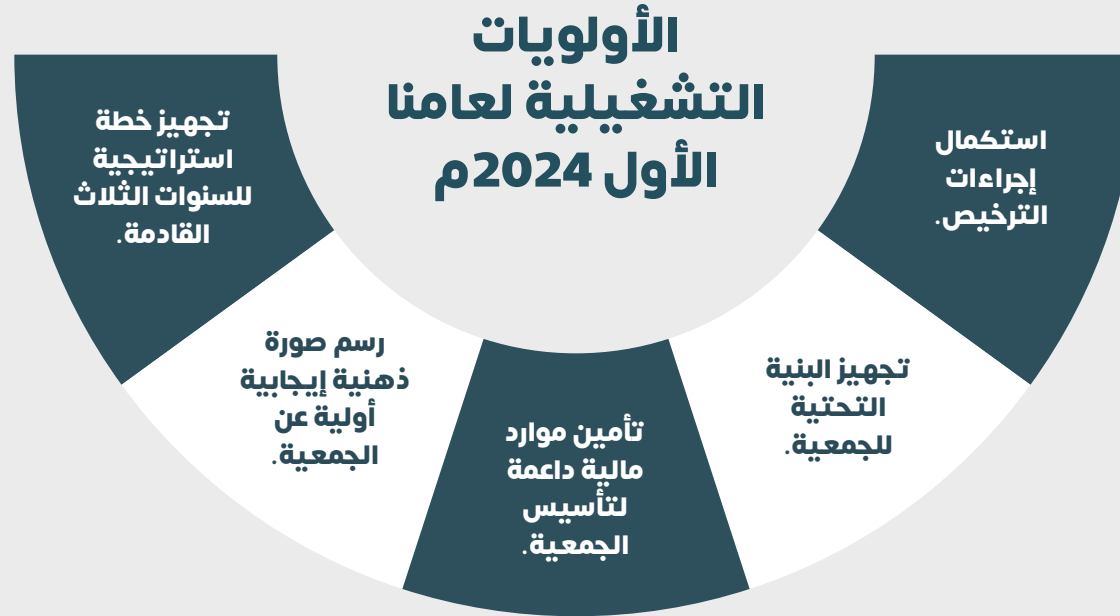 الأولويات
التشغيلية لعامنا
الأول 2024م
استكمال
إجراءات
الترخيص.
تجهيز البنية
التحتية
للجمعية.
تأمين موارد
مالية داعمة
لتأسيس
الجمعية.
رسم صورة
ذهنية إيجابية
أولية عن
الجمعية.
تجهيز خطة
استراتيجية
للسنوات الثلاث
القادمة.